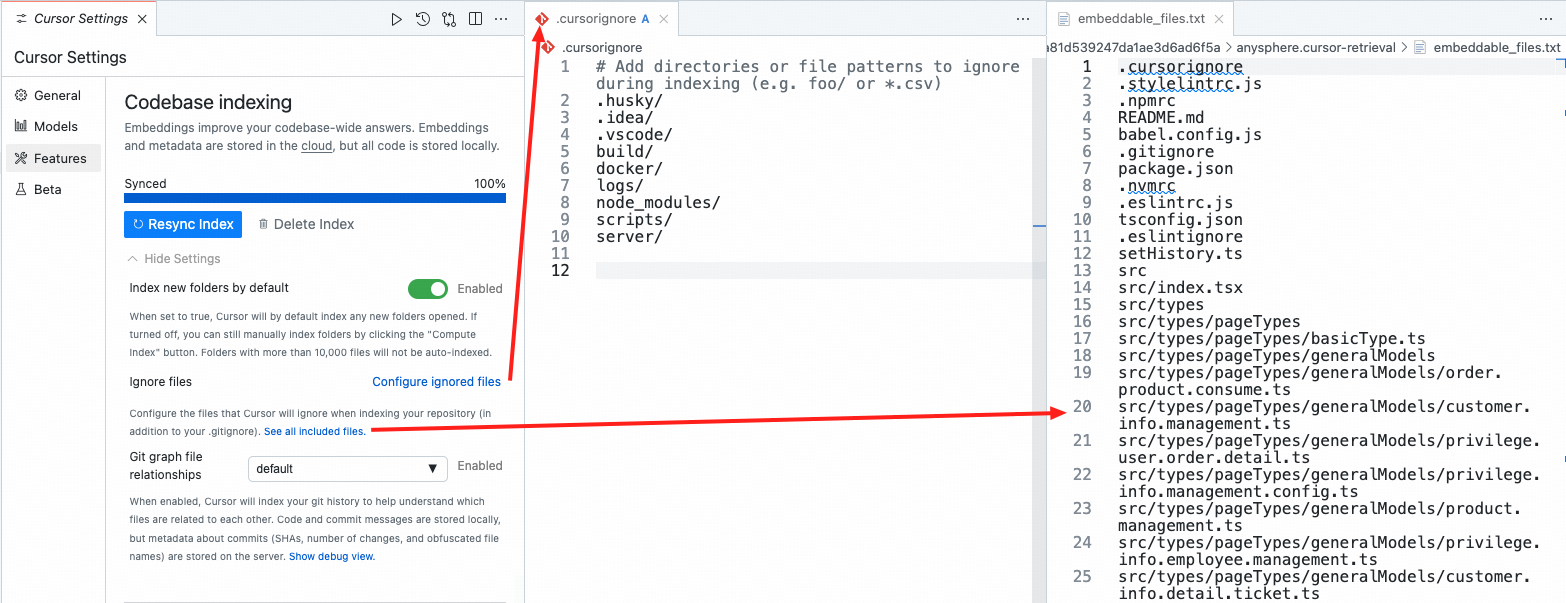 Cursor Settings
Cursor Settings
General
Models
Features
Beta
Codebase indexing
Embeddings improve your codebase-wide answers. Embeddings
and metadata are stored in the cloud, but all code is stored locally.
Synced 100%
Resync Index Delete Index
Hide Settings
Index new folders by default Enabled
When set to true, Cursor will by default index any new folders opened. If
turned off, you can still manually index folders by clicking the "Compute
Index" button. Folders with more than 10,000 files will not be auto-indexed.
Ignore files Configure ignored files
Configure the files that Cursor will ignore when indexing your repository (in
addition to your .gitignore). See all included files.
Git graph file
relationships
default
Enabled
When enabled, Cursor will index your git history to help understand which
files are related to each other. Code and commit messages are stored locally,
but metadata about commits (SHAs, number of changes, and obfuscated file
names) are stored on the server. Show debug view.
.cursorignore A
.cursorignore
1 # Add directories or file patterns to ignore
during indexing (e.g. foo/ or *.csv)
2 .husky/
3 .idea/
4 .vscode/
5 build/
6 docker/
7 logs/
8 node_modules/
9 scripts/
10 server/
11
12
embeddable_files.txt
a81d539247da1ae3d6ad6f5a > anysphere.cursor-retrieval > embeddable_files.txt
1 .cursorignore
2 .stylelintrc.js
3 .npmrc
4 README.md
5 babel.config.js
6 .gitignore
7 package.json
8 .nvmrc
9 .eslintrc.js
10 tsconfig.json
11 .eslintignore
12 setHistory.ts
13 src
14 src/index.tsx
15 src/types
16 src/types/pageTypes
17 src/types/pageTypes/basicType.ts
18 src/types/pageTypes/generalModels
19 src/types/pageTypes/generalModels/order.
product.consume.ts
20 src/types/pageTypes/generalModels/customer.
info.management.ts
21 src/types/pageTypes/generalModels/privilege.
user.order.detail.ts
22 src/types/pageTypes/generalModels/privilege.
info.management.config.ts
23 src/types/pageTypes/generalModels/product.
management.ts
24 src/types/pageTypes/generalModels/privilege.
info.employee.management.ts
25 src/types/pageTypes/generalModels/customer.
info.detail.ticket.ts